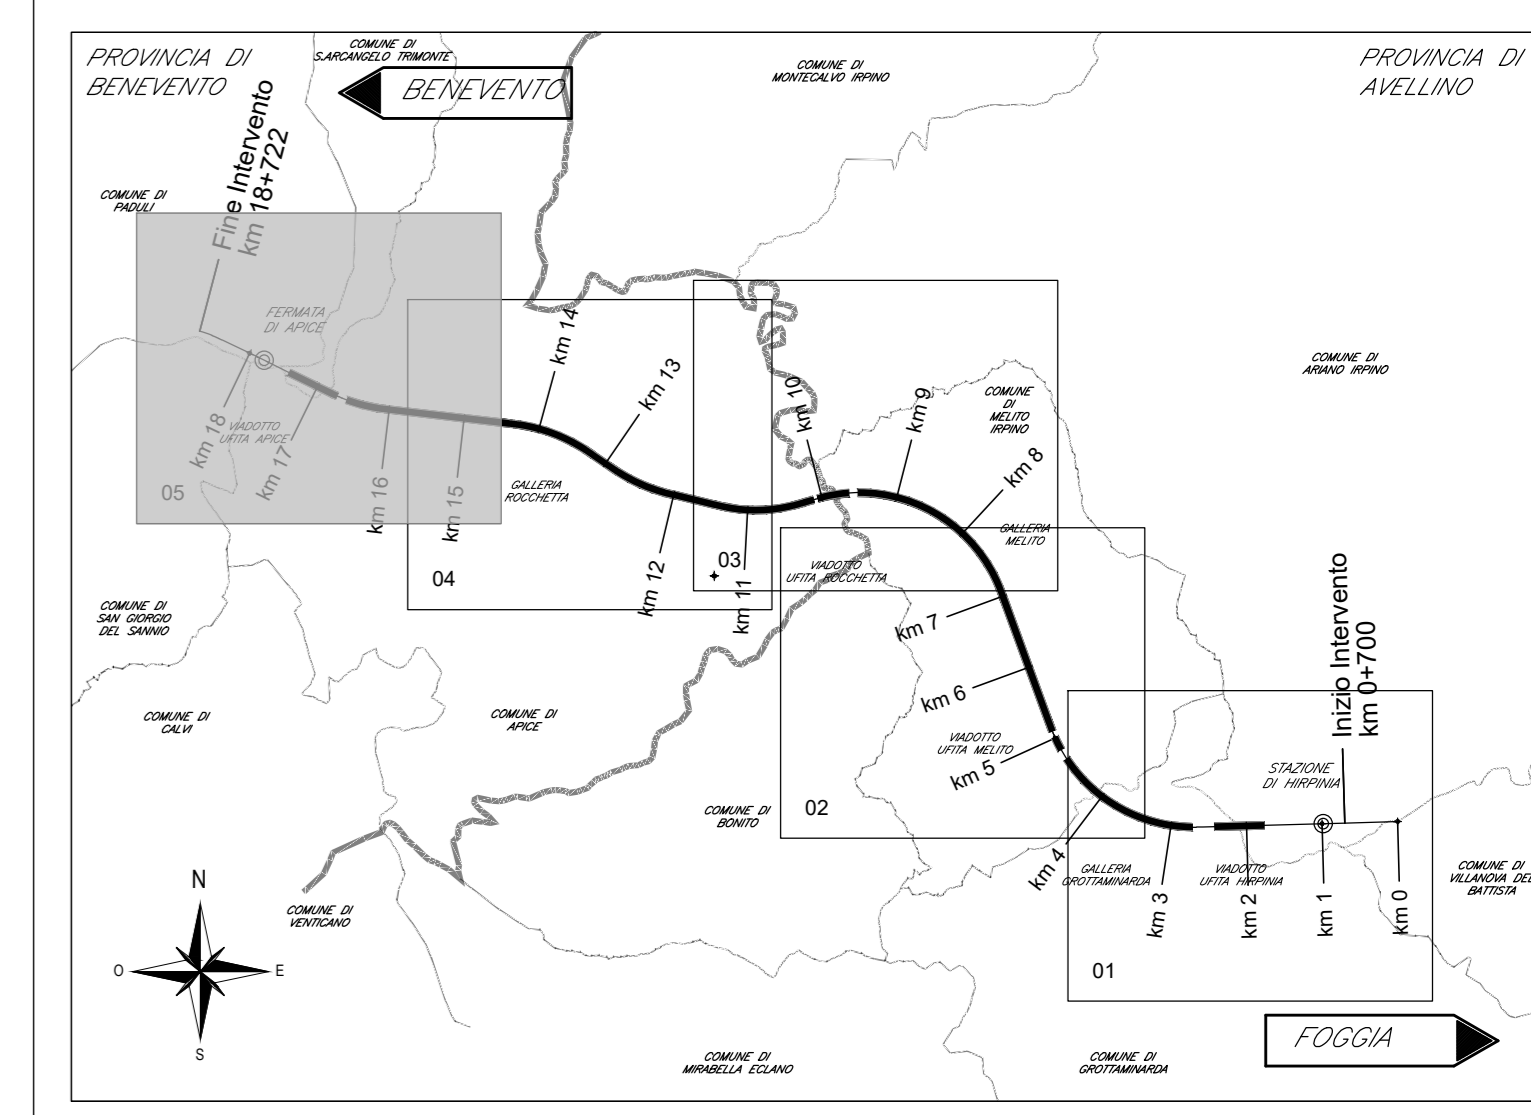 PROVINCIA DI
BENEVENTO
COMUNE DI
S.ARCANGELO TRIMONTE
BENEVENTO
COMUNE DI
MONTECALVO IRPINO
PROVINCIA DI
AVELLINO
Fine Intervento
km 18+722
COMUNE DI
PADULI
FERMATA
DI APICE
km 14
km 13
km 10
km 9
COMUNE
DI
MELITO
IRPINO
COMUNE DI
ARIANO IRPINO
km 18
VIADOTTO
UFITA APICE
km 17
km 16
km 15
05
GALLERIA
ROCCHETTA
km 8
GALLERIA
MELITO
04
km 12
03
km 11
VIADOTTO
UFITA ROCCHETTA
km 7
Inizio Intervento
km 0+700
COMUNE DI
SAN GIORGIO
DEL SANNIO
COMUNE DI
CALVI
COMUNE DI
APICE
km 6
VIADOTTO
UFITA MELITO
km 5
STAZIONE
DI HIRPINIA
COMUNE DI
BONITO
02
km 4
GALLERIA
GROTTAMINARDA
km 3
VIADOTTO
UFITA HIRPINIA
km 2
km 1
km 0
COMUNE DI
VILLANOVA DEL
BATTISTA
N
O
E
S
COMUNE DI
VENTICANO
01
FOGGIA
COMUNE DI
MIRABELLA ECLANO
COMUNE DI
GROTTAMINARDA